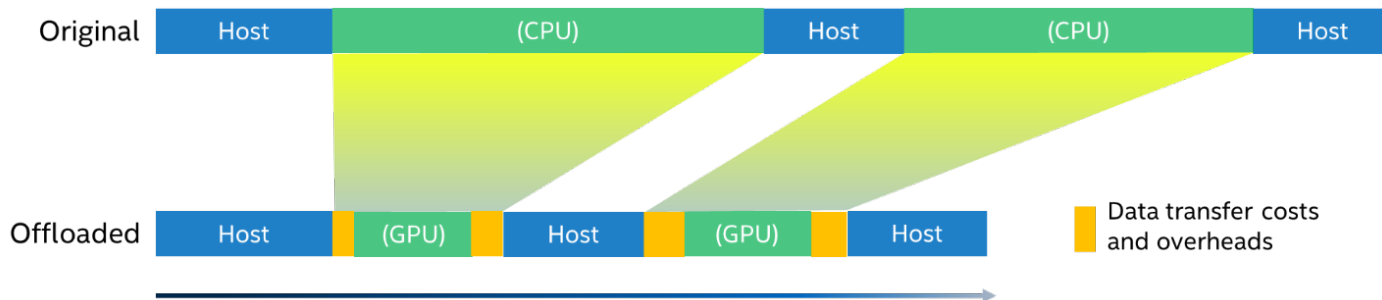 Original Host (CPU) Host (CPU) Host
Offloaded Host (GPU) Host (GPU) Host
Data transfer costs
and overheads